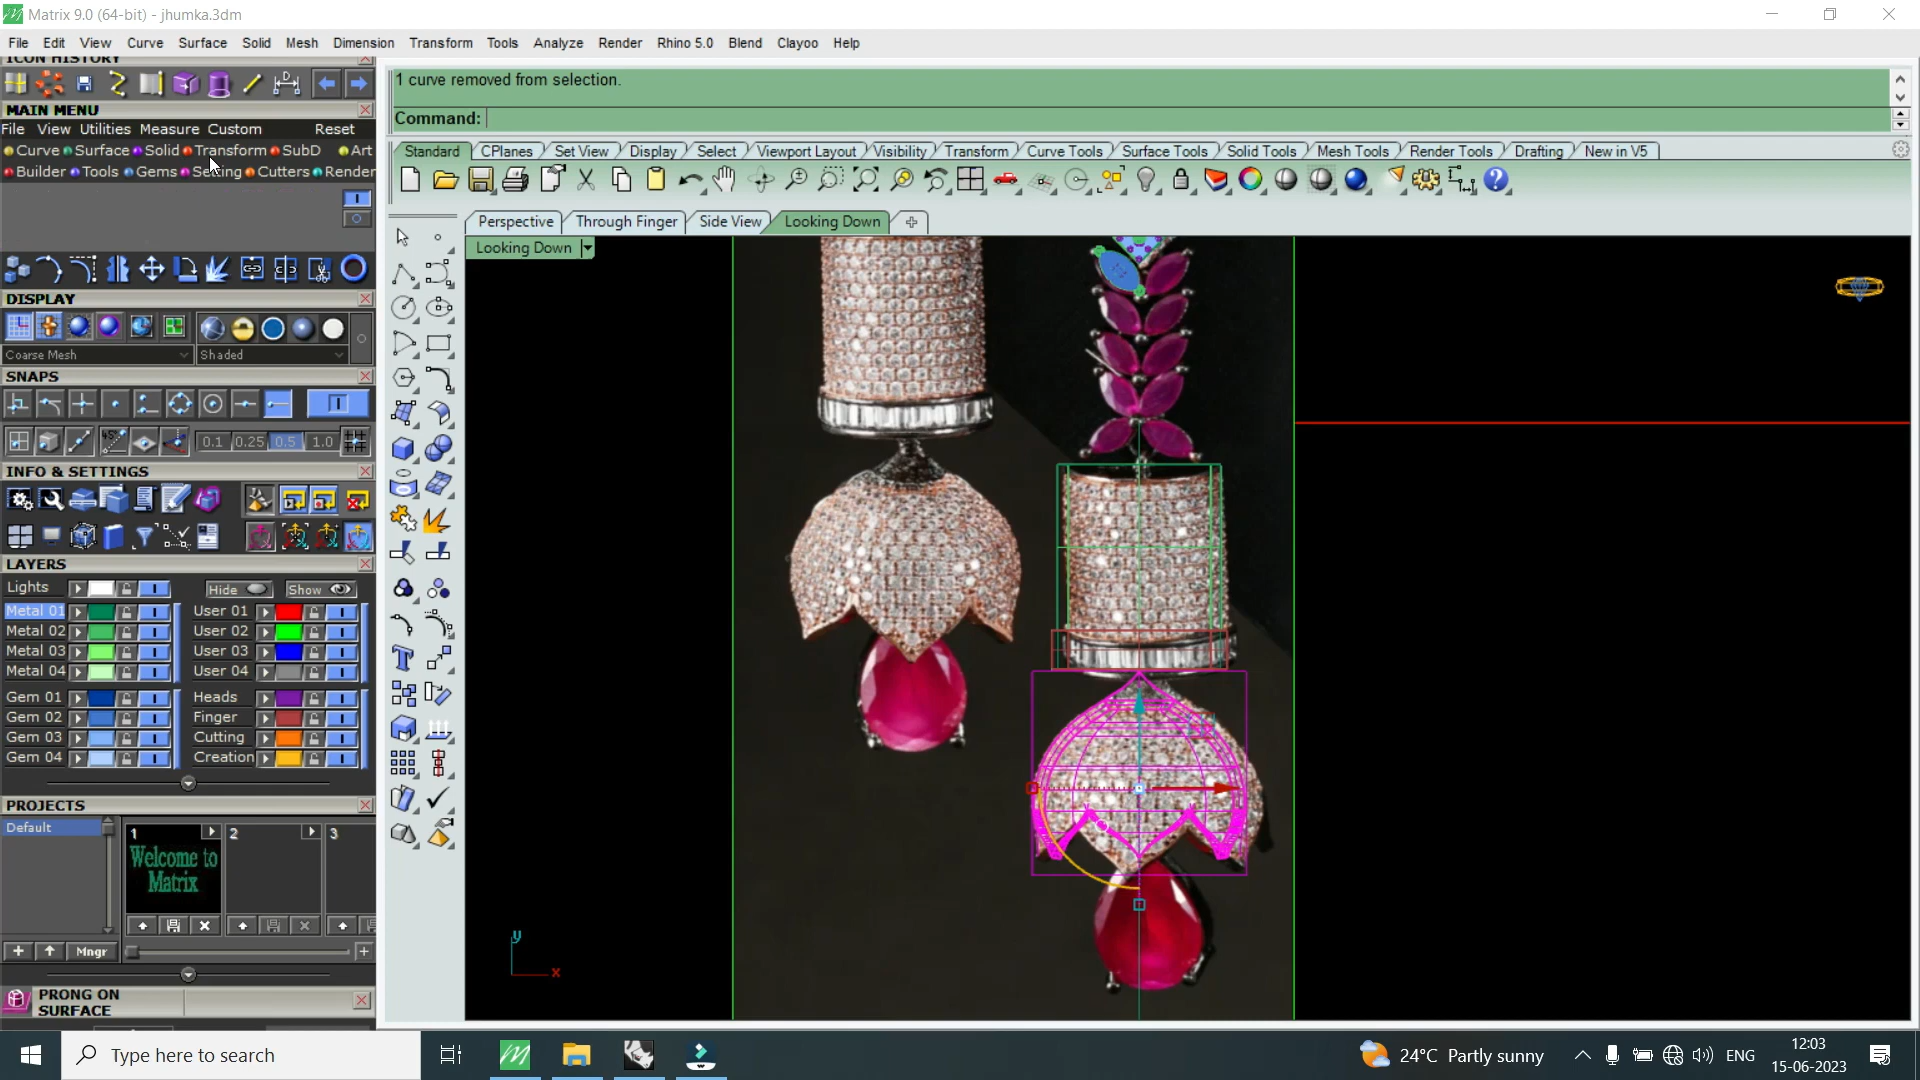 Matrix 9.0 (64-bit) - jhumka.3dm
File Edit View Curve Surface Solid Mesh Dimension Transform Tools Analyze Render Rhino 5.0 Blend Clayoo Help
ICON HISTORY
1 curve removed from selection.
Command:
MAIN MENU
File View Utilities Measure Custom Reset
Curve Surface Solid Transform SubD Art
Builder Tools Gems Setting Cutters Render
Standard CPlanes Set View Display Select Viewport Layout Visibility Transform Curve Tools Surface Tools Solid Tools Mesh Tools Render Tools Drafting New in V5
Perspective Through Finger Side View Looking Down
Looking Down
DISPLAY
Coarse Mesh Shaded
SNAPS
0.1 0.25 0.5 1.0
INFO & SETTINGS
LAYERS
Lights Hide Show
Metal 01 User 01
Metal 02 User 02
Metal 03 User 03
Metal 04 User 04
Gem 01 Heads
Gem 02 Finger
Gem 03 Cutting
Gem 04 Creation
PROJECTS
Default 1 2 3
Welcome to
Matrix
Mngr
PRONG ON
SURFACE
y
x
Type here to search
24°C Partly sunny
ENG
12:03
15-06-2023